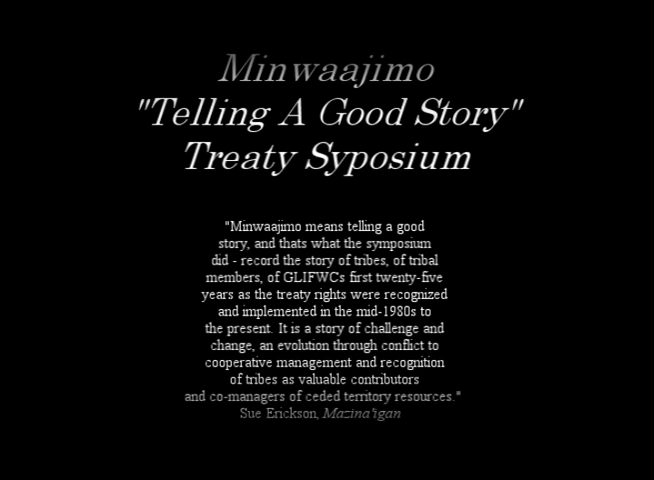 Minwaajimo
"Telling A Good Story"
Treaty Syposium
"Minwaajimo means telling a good
story, and thats what the symposium
did - record the story of tribes, of tribal
members, of GLIFWCs first twenty-five
years as the treaty rights were recognized
and implemented in the mid-1980s to
the present. It is a story of challenge and
change, an evolution through conflict to
cooperative management and recognition
of tribes as valuable contributors
and co-managers of ceded territory resources."
Sue Erickson, Mazina'igan